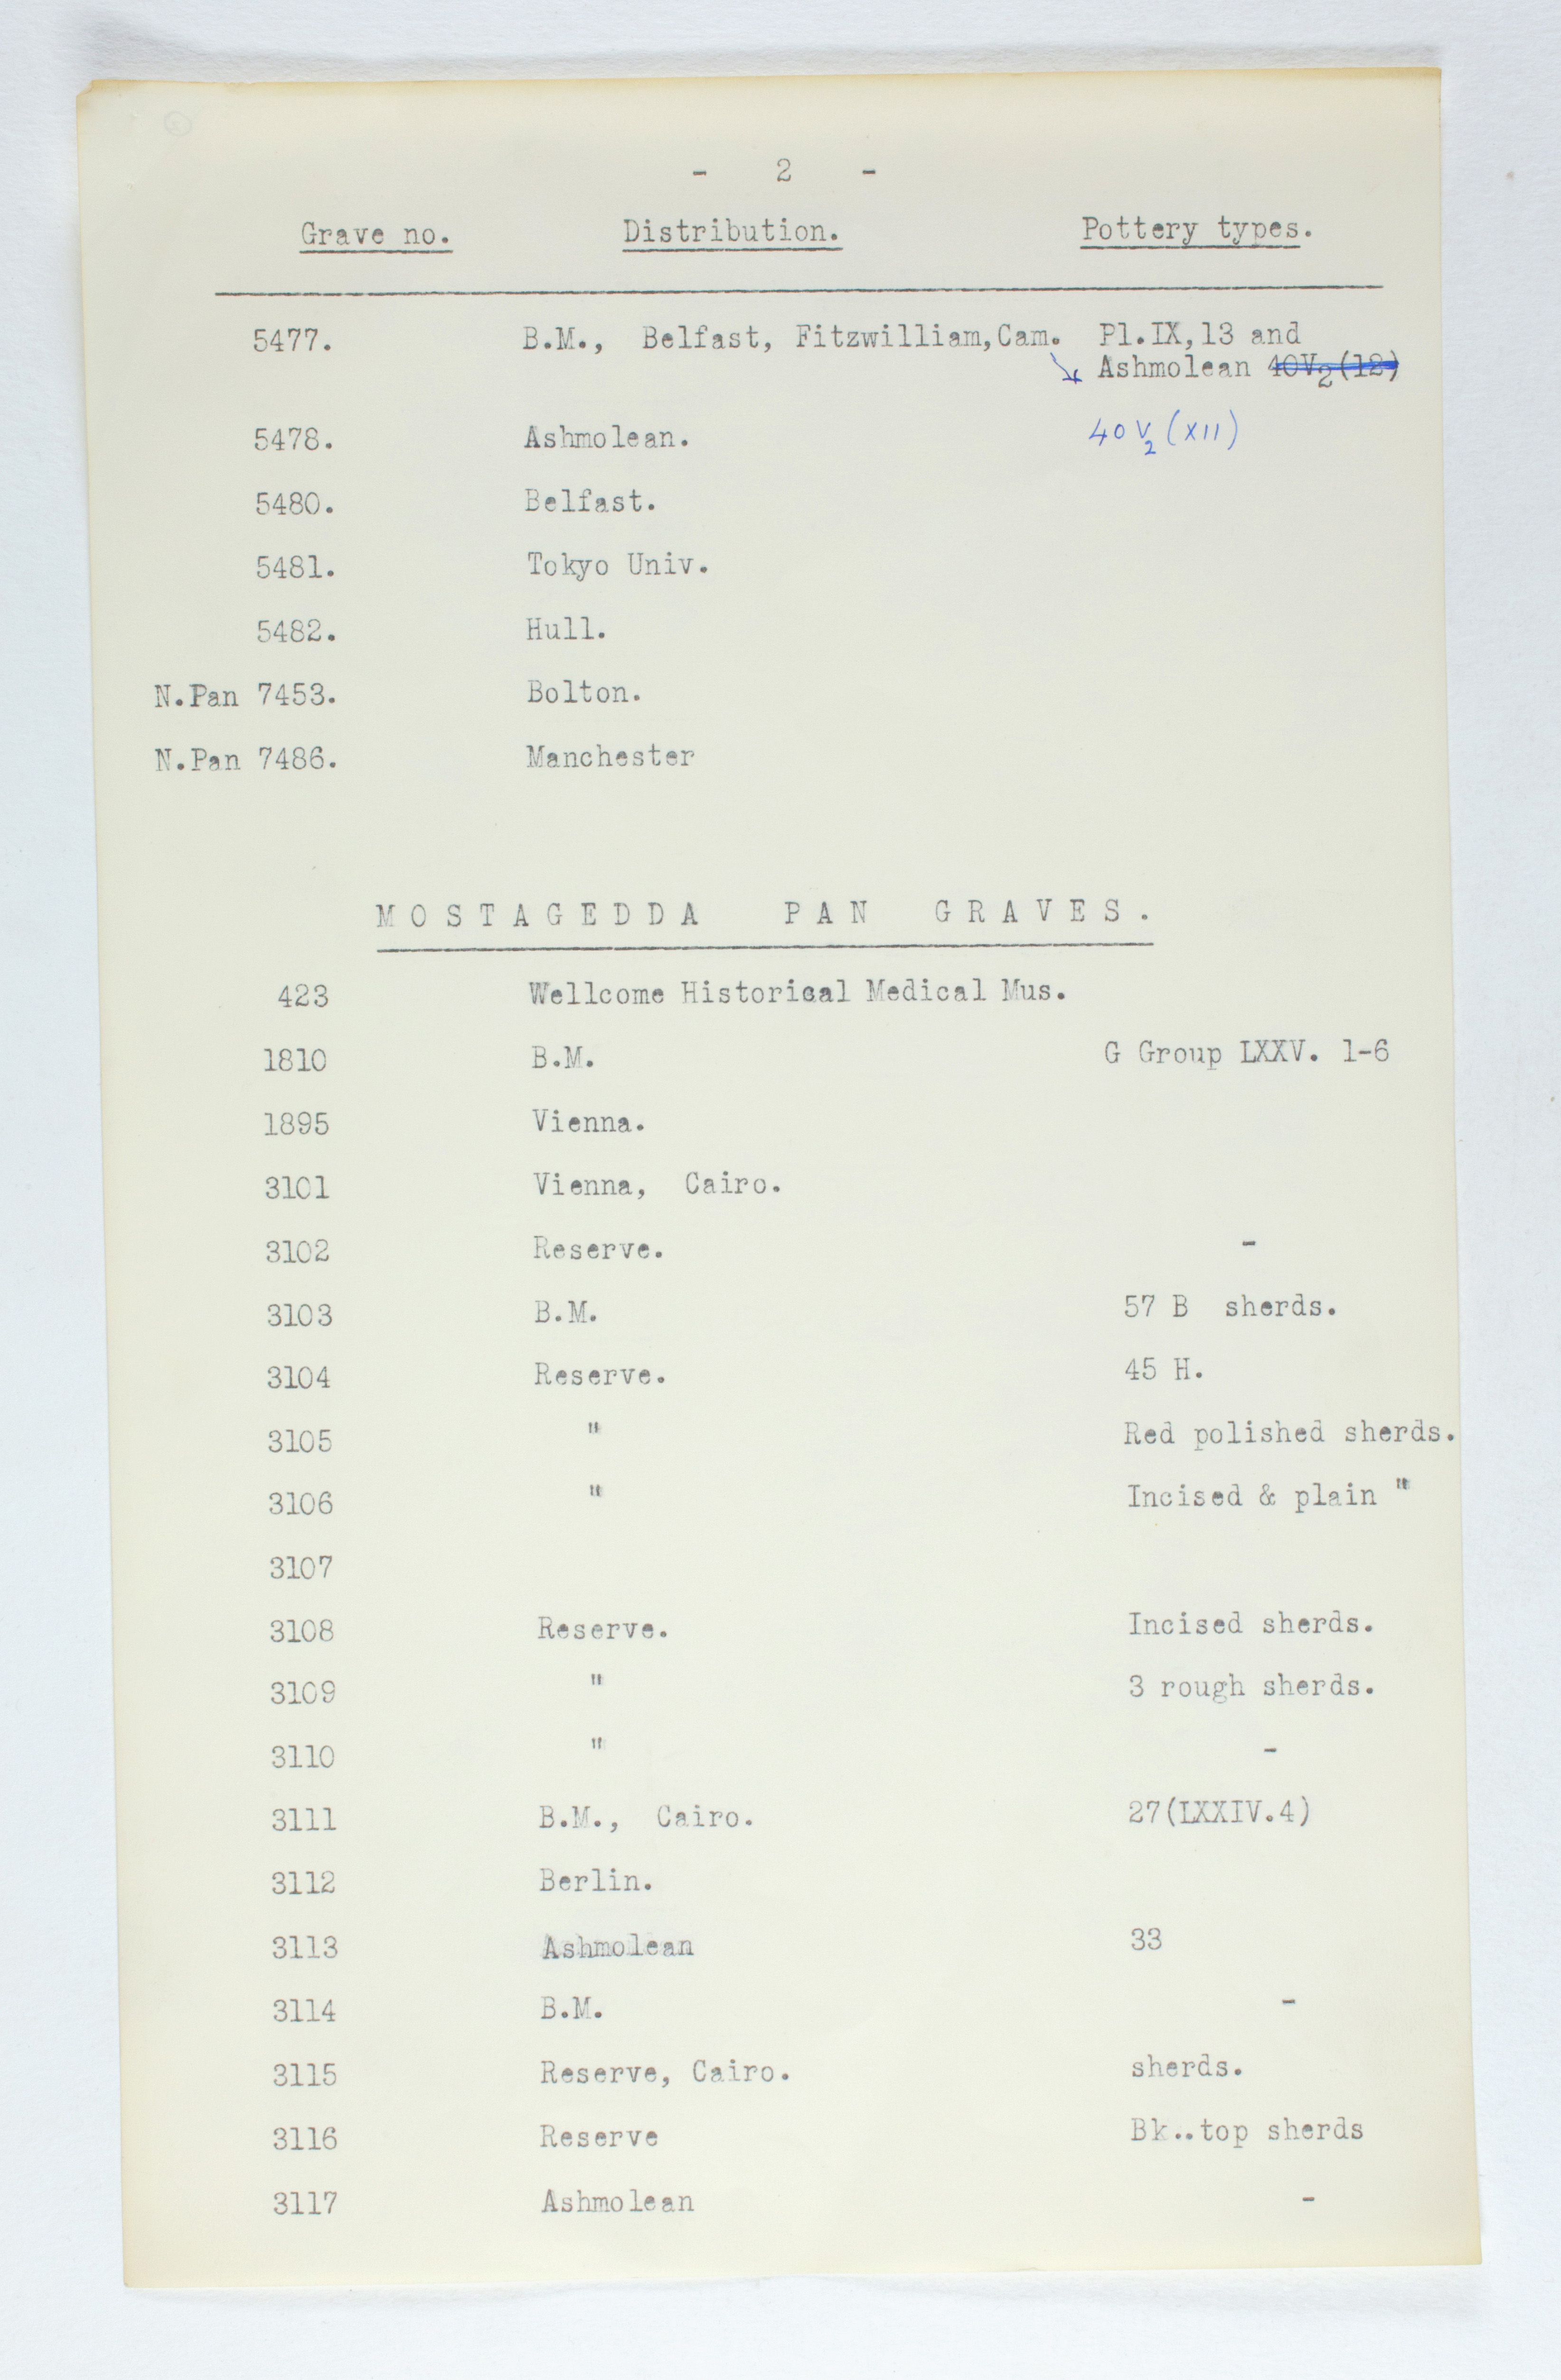 - 2 -
Grave no. Distribution. Pottery types.
5477. B.M., Belfast, Fitzwilliam,Cam. Pl.IX,13 and
Ashmolean 40V2(12)
5478. Ashmolean. 40 V2 (XII)
5480. Belfast.
5481. Tokyo Univ.
5482. Hull.
N.Pan 7453. Bolton.
N.Pan 7486. Manchester
MOSTAGEDDA PAN GRAVES.
423 Wellcome Historical Medical Mus.
1810 B.M. G Group LXXV. 1-6
1895 Vienna.
3101 Vienna, Cairo.
3102 Reserve. -
3103 B.M. 57 B sherds.
3104 Reserve. 45 H.
3105 " Red polished sherds.
3106 " Incised & plain "
3107
3108 Reserve. Incised sherds.
3109 " 3 rough sherds.
3110 " -
3111 B.M., Cairo. 27(LXXIV.4)
3112 Berlin.
3113 Ashmolean 33
3114 B.M. -
3115 Reserve, Cairo. sherds.
3116 Reserve Bk..top sherds
3117 Ashmolean -